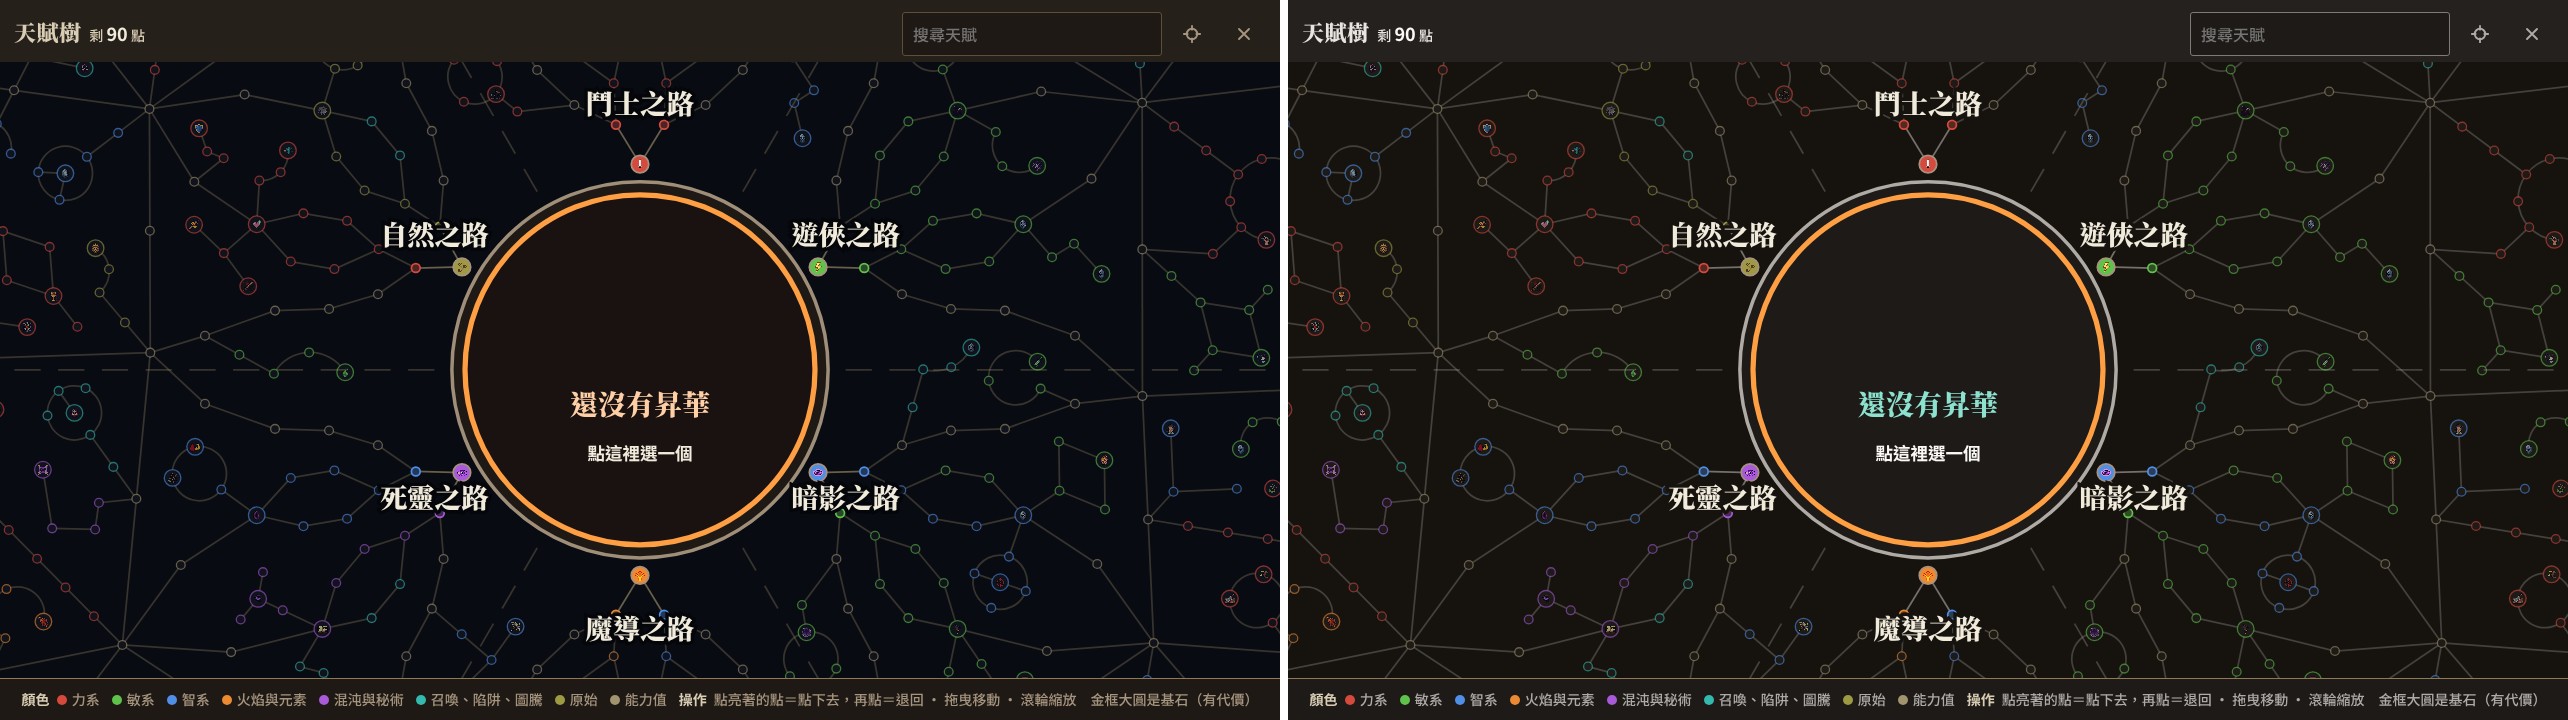 天賦樹 剩 90 點
搜尋天賦
鬥士之路
自然之路
遊俠之路
還沒有昇華
點這裡選一個
死靈之路
暗影之路
魔導之路
顏色 力系 敏系 智系 火焰與元素 混沌與秘術 召喚、陷阱、圖騰 原始 能力值 操作 點亮著的點=點下去，再點=退回 · 拖曳移動 · 滾輪縮放 金框大圓是基石（有代價）
天賦樹 剩 90 點
搜尋天賦
鬥士之路
自然之路
遊俠之路
還沒有昇華
點這裡選一個
死靈之路
暗影之路
魔導之路
顏色 力系 敏系 智系 火焰與元素 混沌與秘術 召喚、陷阱、圖騰 原始 能力值 操作 點亮著的點=點下去，再點=退回 · 拖曳移動 · 滾輪縮放 金框大圓是基石（有代價）